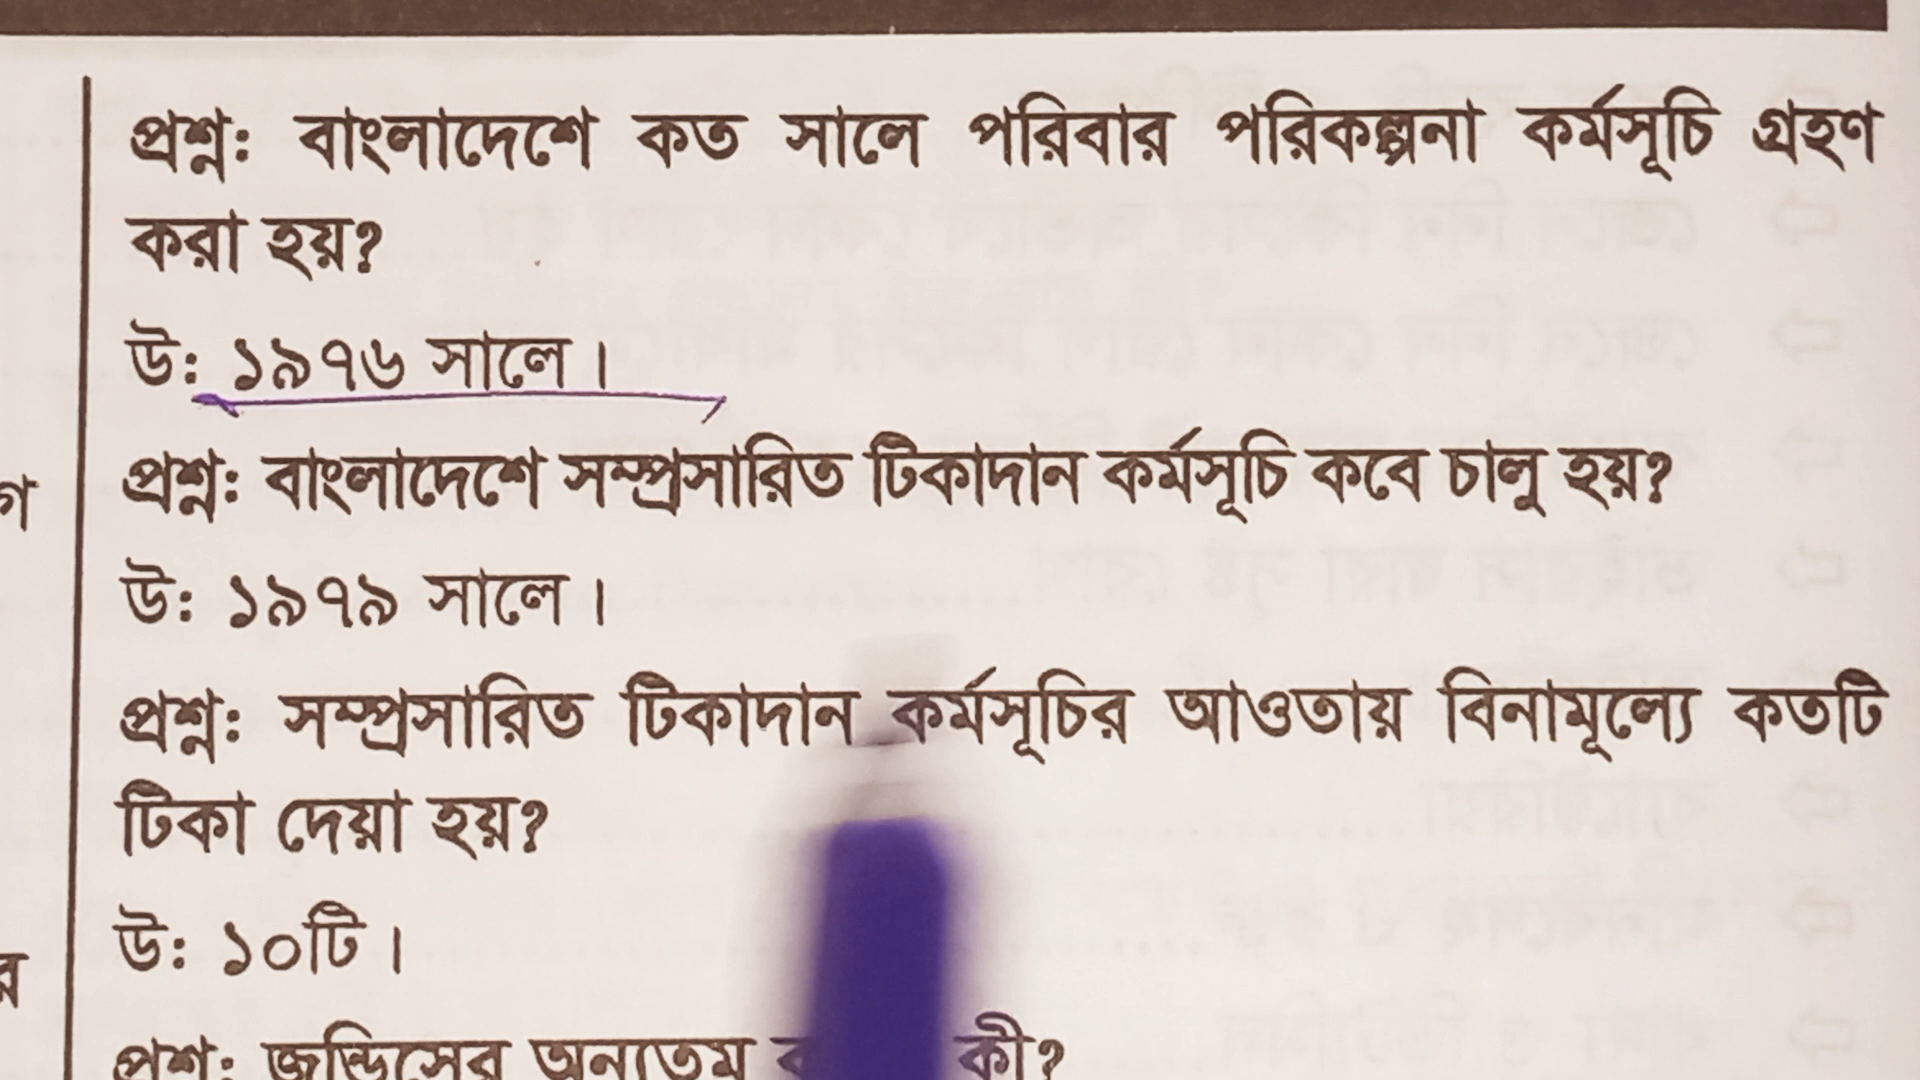 প্রশ্ন: বাংলাদেশে কত সালে পরিবার পরিকল্পনা কর্মসূচি গ্রহণ
করা হয়?
উ: ১৯৭৬ সালে।
প্রশ্ন: বাংলাদেশে সম্প্রসারিত টিকাদান কর্মসূচি কবে চালু হয়?
গ
উ: ১৯৭৯ সালে।
প্রশ্ন: সম্প্রসারিত টিকাদান কর্মসূচির আওতায় বিনামূল্যে কতটি
টিকা দেয়া হয়?
উ: ১০টি।
র
প্রশ্ন: জন্ডিসের অন্যতম কী?